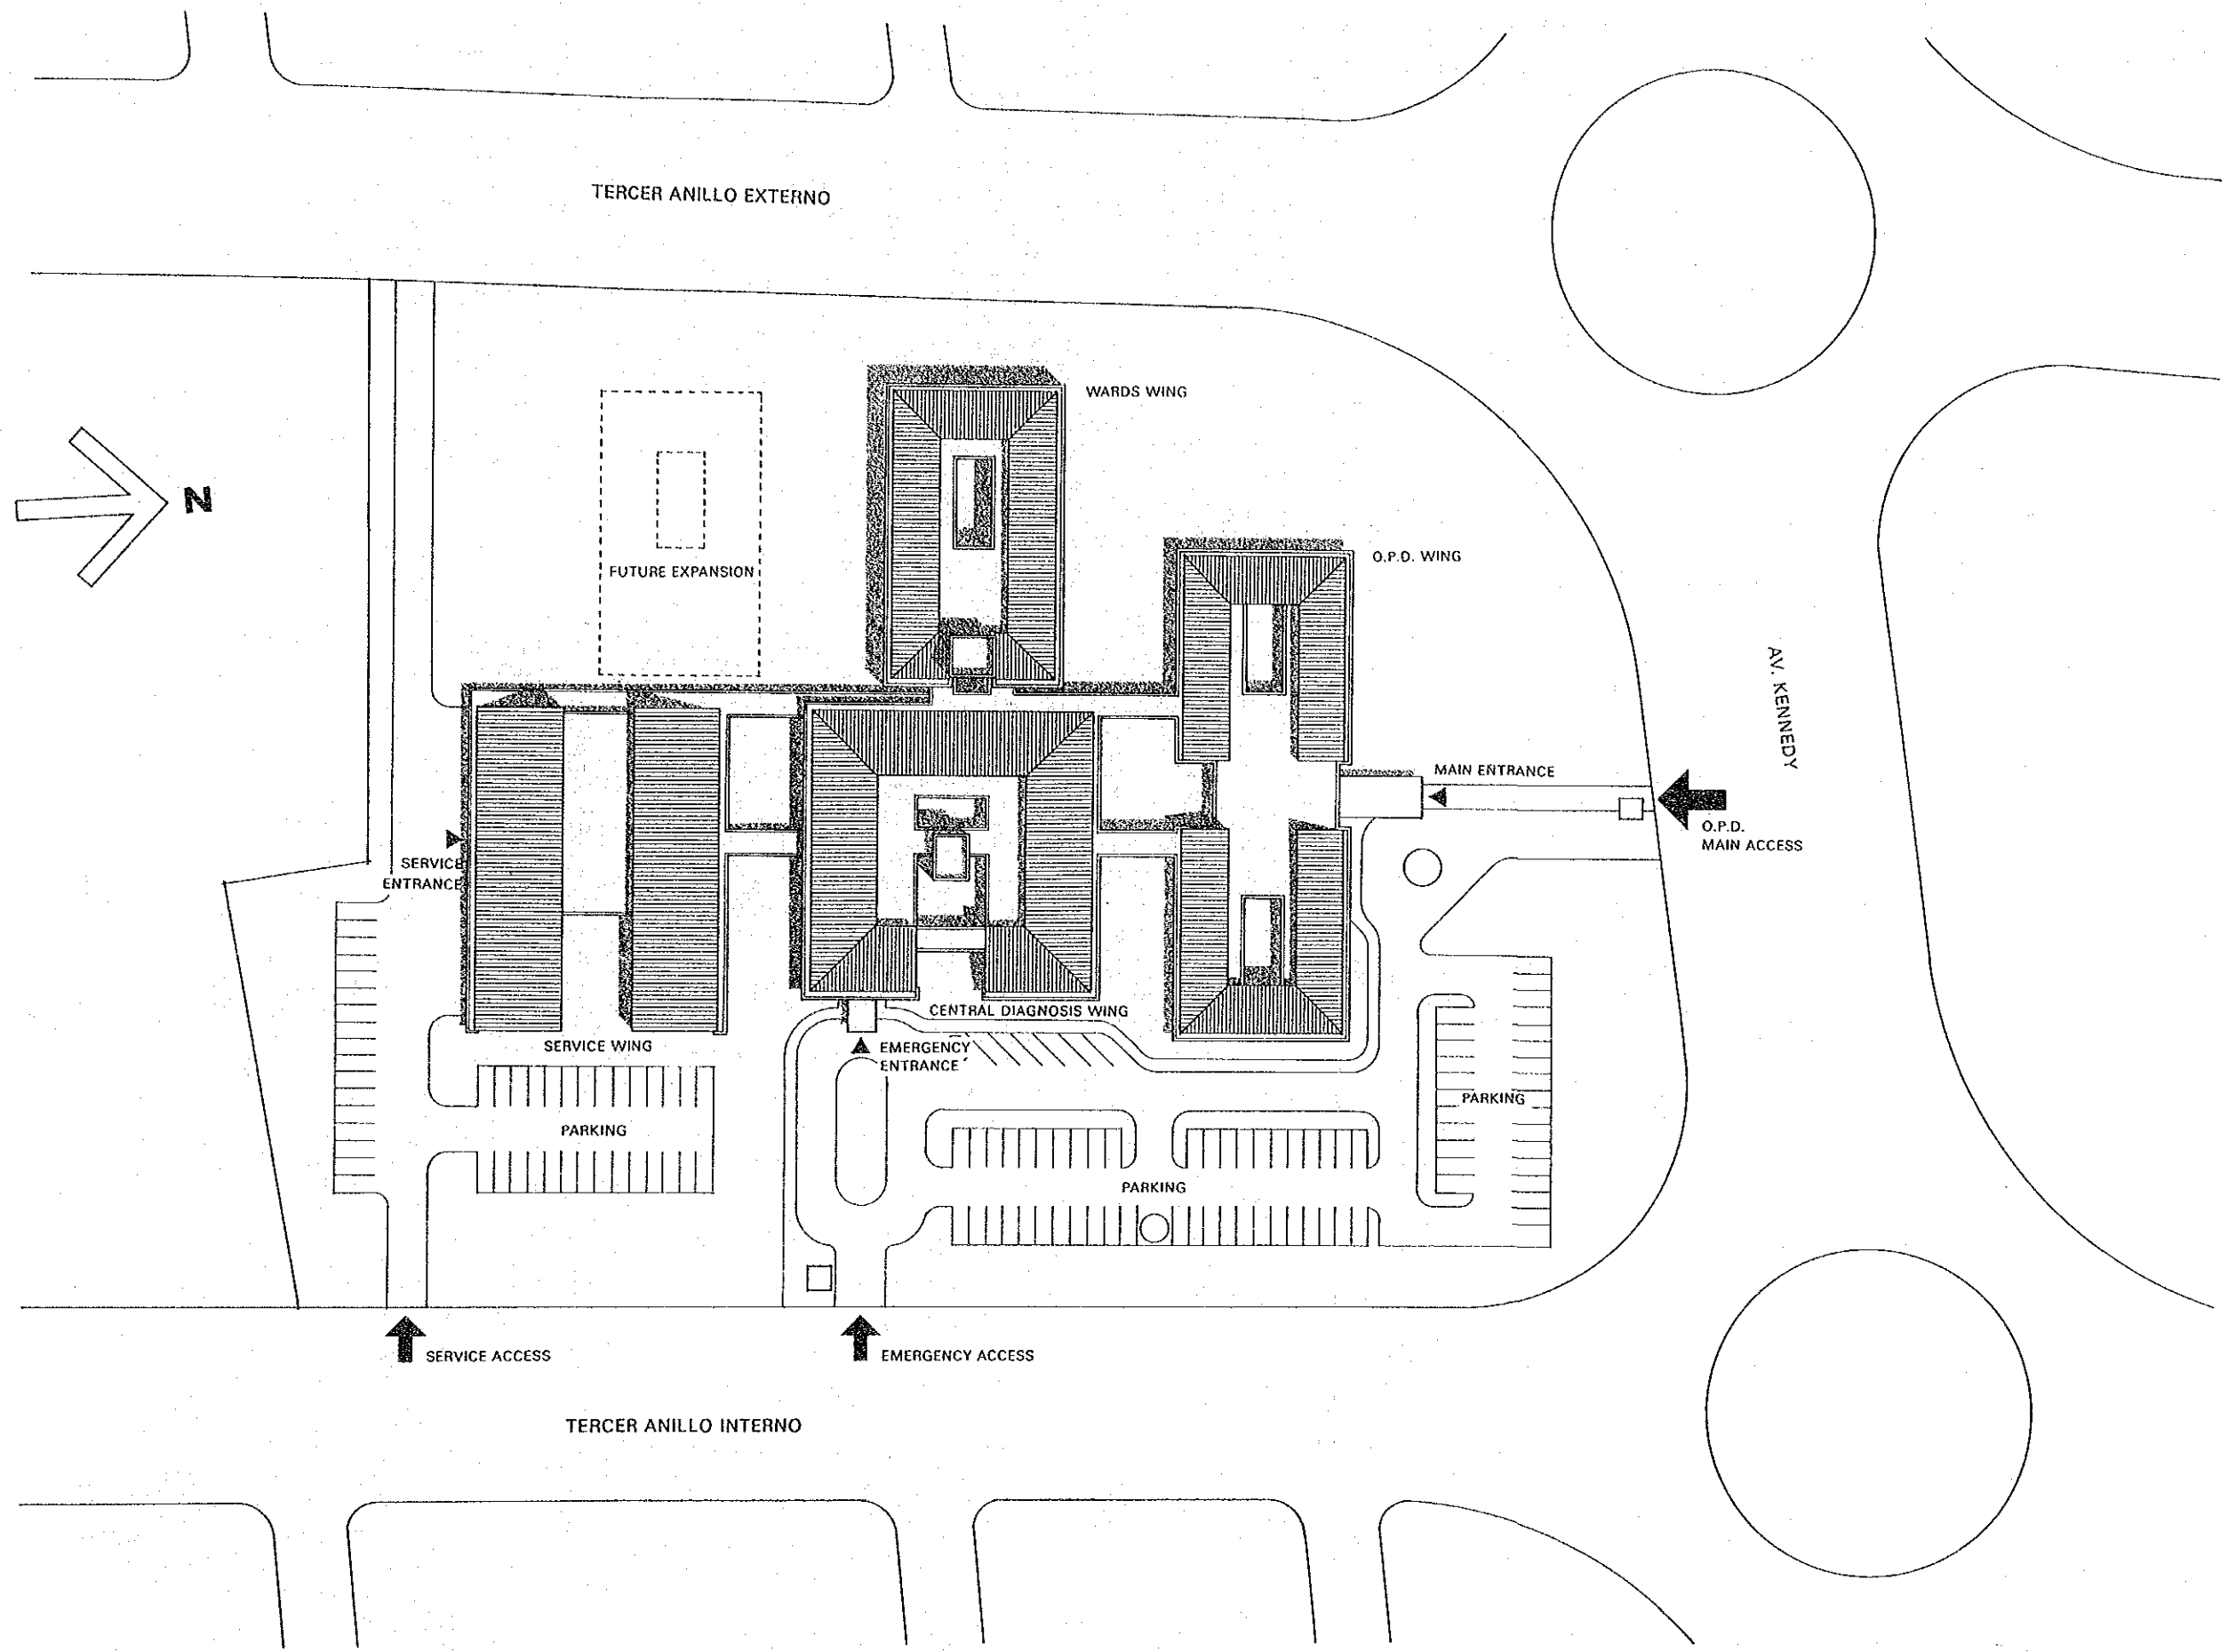 TERCER ANILLO EXTERNO
WARDS WING
N
O.P.D. WING
FUTURE EXPANSION
AV. KENNEDY
MAIN ENTRANCE
O.P.D.
MAIN ACCESS
SERVICE
ENTRANCE
CENTRAL DIAGNOSIS WING
SERVICE WING
EMERGENCY
ENTRANCE
PARKING
PARKING
PARKING
SERVICE ACCESS
EMERGENCY ACCESS
TERCER ANILLO INTERNO